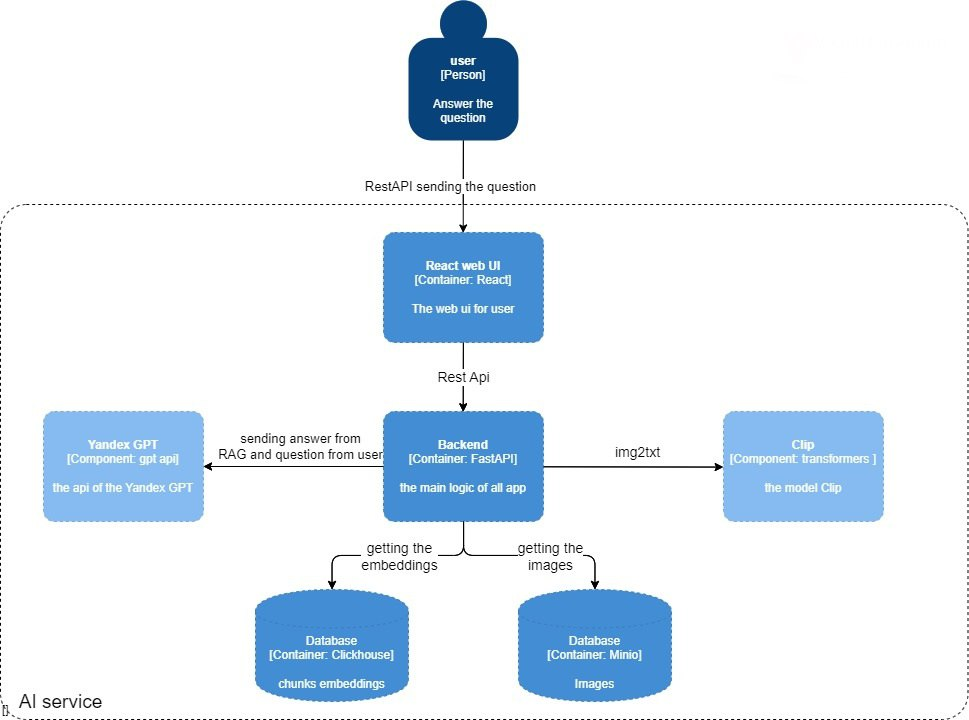 user
[Person]
Answer the
question
RestAPI sending the question
React web UI
[Container: React]
The web ui for user
Rest Api
Yandex GPT
[Component: gpt api]
the api of the Yandex GPT
sending answer from
RAG and question from user
Backend
[Container: FastAPI]
the main logic of all app
img2txt
Clip
[Component: transformers ]
the model Clip
getting the
embeddings
getting the
images
Database
[Container: Clickhouse]
chunks embeddings
Database
[Container: Minio]
Images
AI service
[]